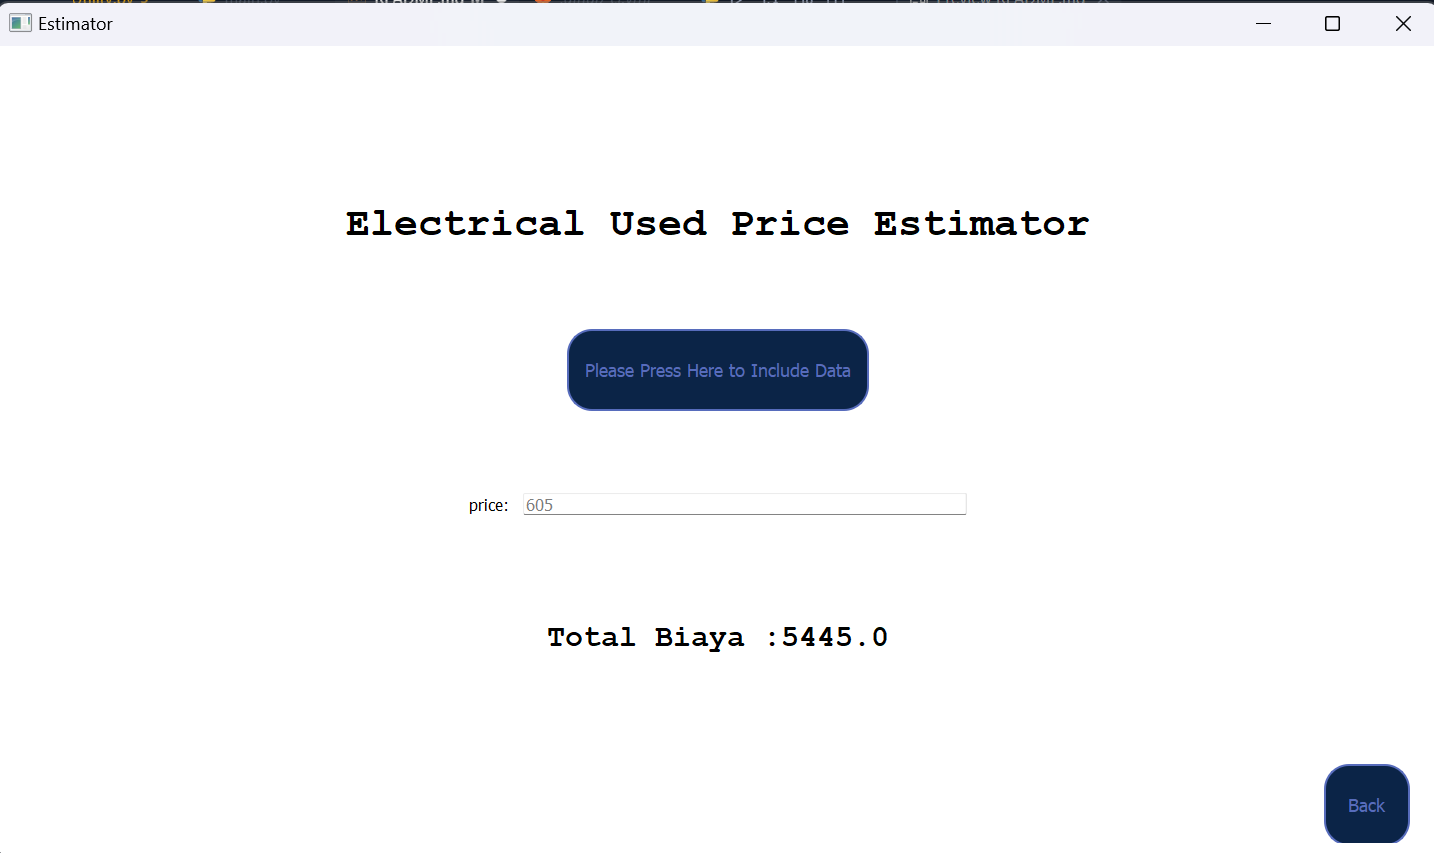 Estimator
Electrical Used Price Estimator
Please Press Here to Include Data
price: 605
Total Biaya :5445.0
Back